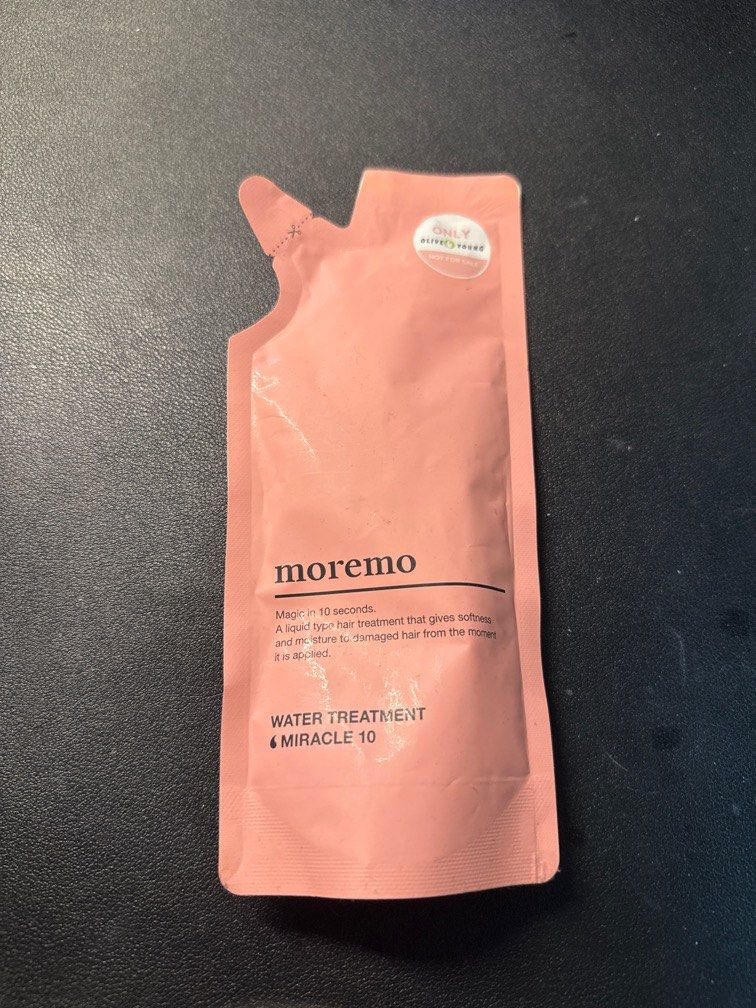 ONLY
OLIVE YOUNG
NOT FOR SALE
moremo
Magic in 10 seconds.
A liquid type hair treatment that gives softness
and moisture to damaged hair from the moment
it is applied.
WATER TREATMENT
MIRACLE 10